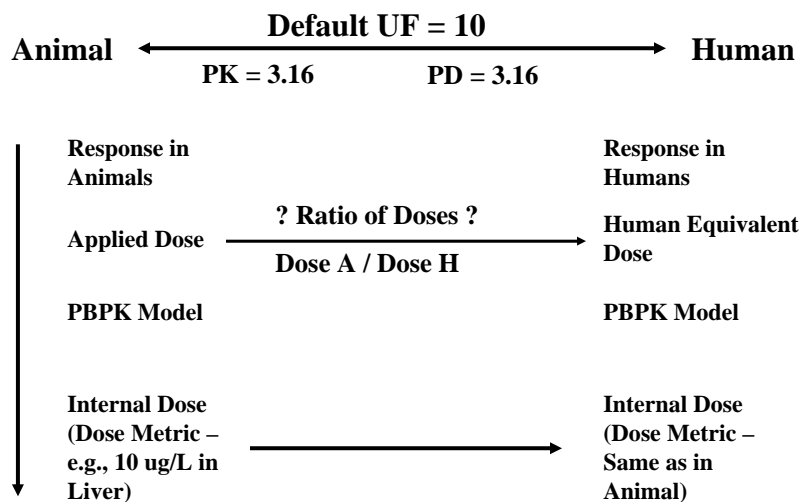 Default UF = 10
Animal
Human
PK = 3.16
PD = 3.16
Response in
Animals
Response in
Humans
? Ratio of Doses ?
Applied Dose
Human Equivalent
Dose
Dose A / Dose H
PBPK Model
PBPK Model
Internal Dose
(Dose Metric –
e.g., 10 ug/L in
Liver)
Internal Dose
(Dose Metric –
Same as in
Animal)